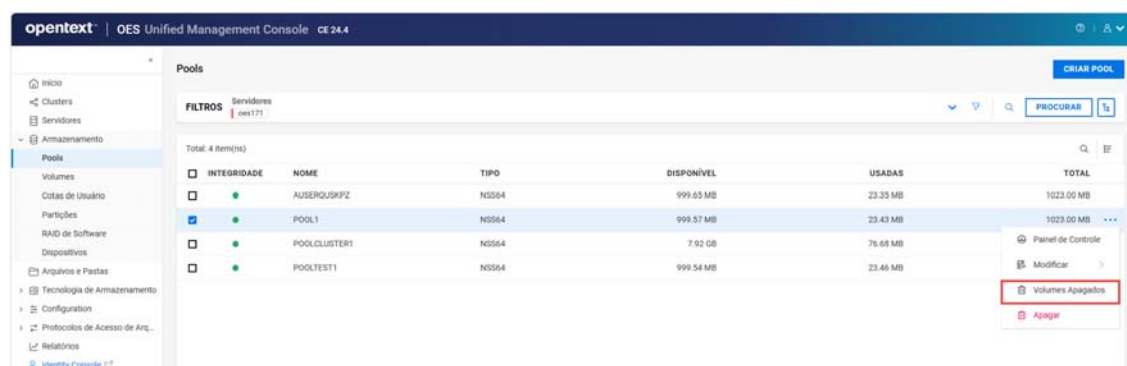 opentext™ | OES Unified Management Console CE 24.4
«
Início
Clusters
Servidores
Armazenamento
Pools
Volumes
Cotas de Usuário
Partições
RAID de Software
Dispositivos
Arquivos e Pastas
Tecnologia de Armazenamento
Configuration
Protocolos de Acesso de Arq...
Relatórios
Identity Console
Pools
CRIAR POOL
FILTROS
Servidores
oes171
PROCURAR
Total: 4 item(ns)
INTEGRIDADE NOME TIPO DISPONÍVEL USADAS TOTAL
AUSERQUSKPZ NSS64 999.65 MB 23.35 MB 1023.00 MB
POOL1 NSS64 999.57 MB 23.43 MB 1023.00 MB ...
POOLCLUSTER1 NSS64 7.92 GB 76.68 MB
POOLTEST1 NSS64 999.54 MB 23.46 MB
Painel de Controle
Modificar >
Volumes Apagados
Apagar